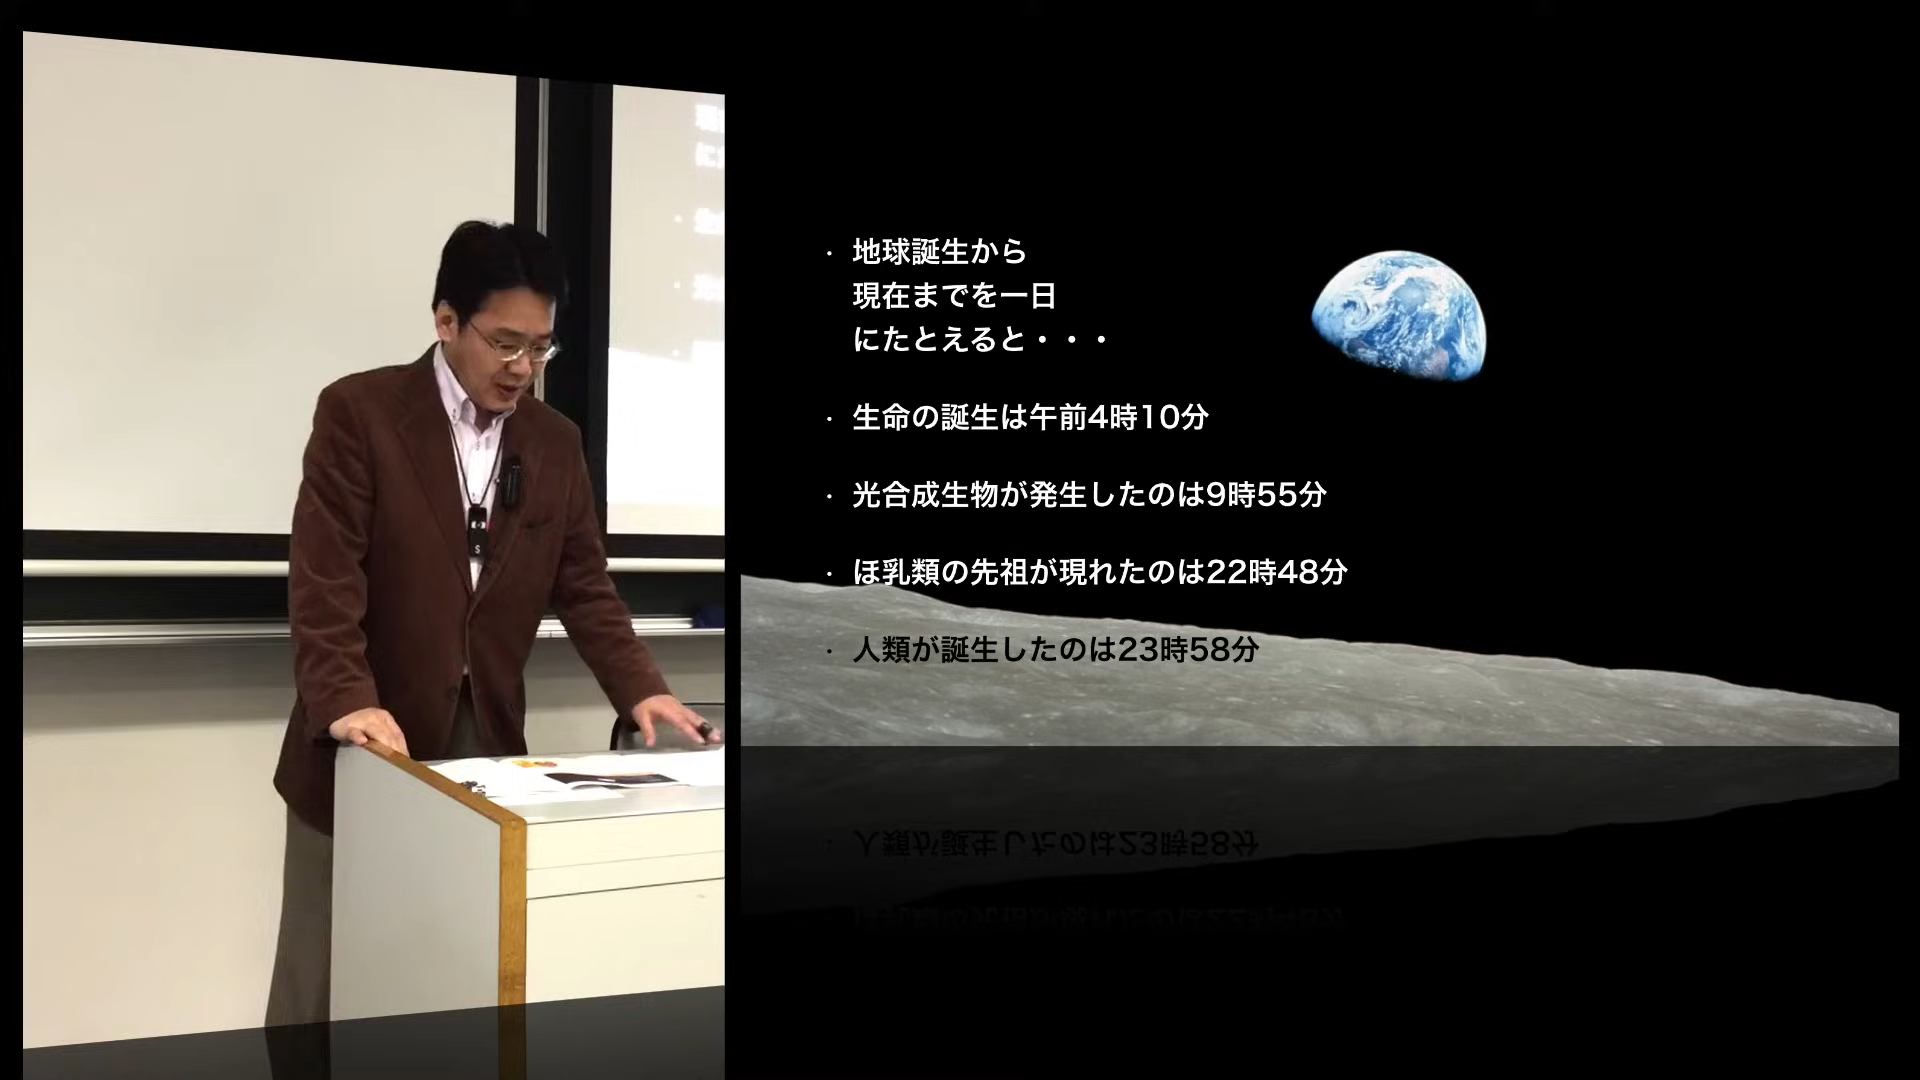 ・地球誕生から
現在までを一日
にたとえると・・・
・生命の誕生は午前4時10分
・光合成生物が発生したのは9時55分
・ほ乳類の先祖が現れたのは22時48分
・人類が誕生したのは23時58分